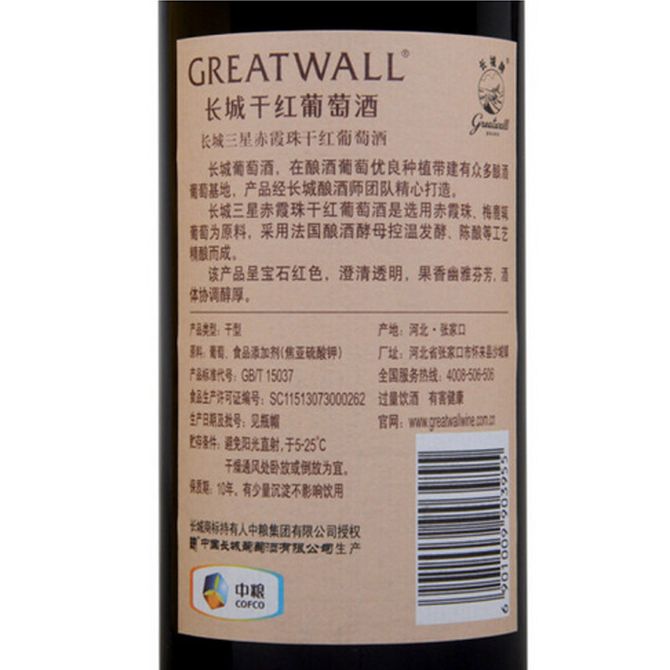 GREATWALL®
长城牌
Greatwall
长城干红葡萄酒
长城三星赤霞珠干红葡萄酒
长城葡萄酒，在酿酒葡萄优良种植带建有众多酿酒
葡萄基地，产品经长城酿酒师团队精心打造。
长城三星赤霞珠干红葡萄酒是选用赤霞珠、梅鹿辄
葡萄为原料，采用法国酿酒酵母控温发酵、陈酿等工艺
精酿而成。
该产品呈宝石红色，澄清透明，果香幽雅芬芳，酒
体协调醇厚。
产品类型：干型
原料：葡萄、食品添加剂(焦亚硫酸钾)
产品标准代号：GB/T 15037
食品生产许可证编号：SC11513073000262
生产日期及批号：见瓶帽
贮存条件：避免阳光直射，于5-25℃
干燥通风处卧放或倒放为宜。
保质期：10年，有少量沉淀不影响饮用
产地：河北·张家口
厂址：河北省张家口市怀来县沙城镇
全国服务热线：4008-506-506
过量饮酒 有害健康
官网：www.greatwallwine.com.cn
长城商标持有人中粮集团有限公司授权
中国长城葡萄酒有限公司生产
中粮
COFCO
6901009903955